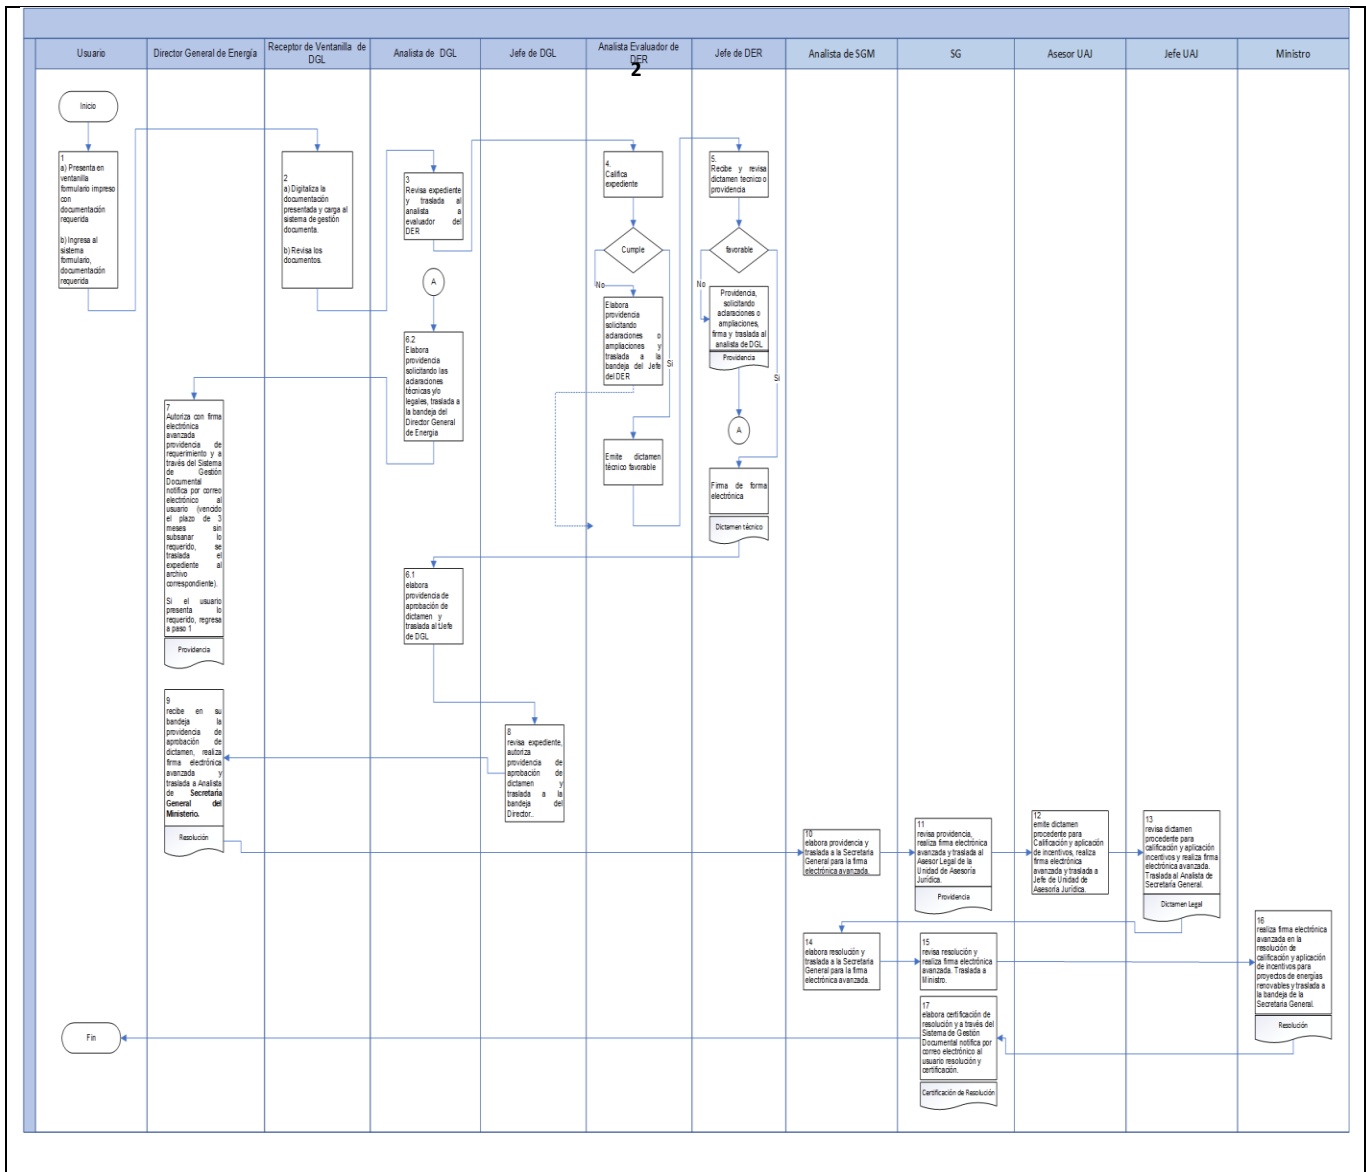 Usuario
Director General de Energía
Receptor de Ventanilla de
DGL
Analista de DGL
Jefe de DGL
Analista Evaluador de
DER
2
Jefe de DER
Analista de SGM
SG
Asesor UAJ
Jefe UAJ
Ministro
Inicio
1
a) Presenta en
ventanilla
formulario impreso
con
documentación
requerida
b) Ingresa al
sistema
formulario,
documentación
requerida
2
a) Digitaliza la
documentación
presentada y carga al
sistema de gestión
documenta.
b) Revisa los
documentos.
3
Revisa expediente
y traslada al
analista a
evaluador del
DER
4.
Califica
expediente
5.
Recibe y revisa
dictamen tecnico o
providencia
Cumple
favorable
No
No
Si
Si
A
Elabora
providencia
solicitando
aclaraciones o
ampliaciones y
traslada a la
bandeja del Jefe
del DER
Providencia,
solicitando
aclaraciones o
ampliaciones,
firma y traslada al
analista de DGL
Providencia
A
6.2
Elabora
providencia
solicitando las
aclaraciones
técnicas y/o
legales, traslada a
la bandeja del
Director General
de Energía
Emite dictamen
técnico favorable
Firma de forma
electrónica
Dictamen técnico
7
Autoriza con firma
electrónica
avanzada
providencia de
requerimiento y a
través del Sistema
de Gestión
Documental
notifica por correo
electrónico al
usuario (vencido
el plazo de 3
meses sin
subsanar lo
requerido, se
traslada el
expediente al
archivo
correspondiente).
Si el usuario
presenta lo
requerido, regresa
a paso 1
Providencia
6.1
elabora
providencia de
aprobación de
dictamen y
traslada al tJefe
de DGL
8
revisa expediente,
autoriza
providencia de
aprobación de
dictamen y
traslada a la
bandeja del
Director..
9
recibe en su
bandeja la
providencia de
aprobación de
dictamen, realiza
firma electrónica
avanzada y
traslada a Analista
de Secretaría
General del
Ministerio.
Resolución
10
elabora providencia y
traslada a la Secretaria
General para la firma
electrónica avanzada.
11
revisa providencia,
realiza firma electrónica
avanzada y traslada al
Asesor Legal de la
Unidad de Asesoría
Jurídica.
Providencia
12
emite dictamen
procedente para
Calificación y aplicación
de incentivos, realiza
firma electrónica
avanzada y traslada a
Jefe de Unidad de
Asesoría Jurídica.
13
revisa dictamen
procedente para
calificación y aplicación
incentivos y realiza firma
electrónica avanzada.
Traslada al Analista de
Secretaría General.
Dictamen Legal
14
elabora resolución y
traslada a la Secretaria
General para la firma
electrónica avanzada.
15
revisa resolución y
realiza firma electrónica
avanzada. Traslada a
Ministro.
16
realiza firma electrónica
avanzada en la
resolución de
calificación y aplicación
de incentivos para
proyectos de energías
renovables y traslada a
la bandeja de la
Secretaría General.
Resolución
17
elabora certificación de
resolución y a través del
Sistema de Gestión
Documental notifica por
correo electrónico al
usuario resolución y
certificación.
Certificación de Resolución
Fin